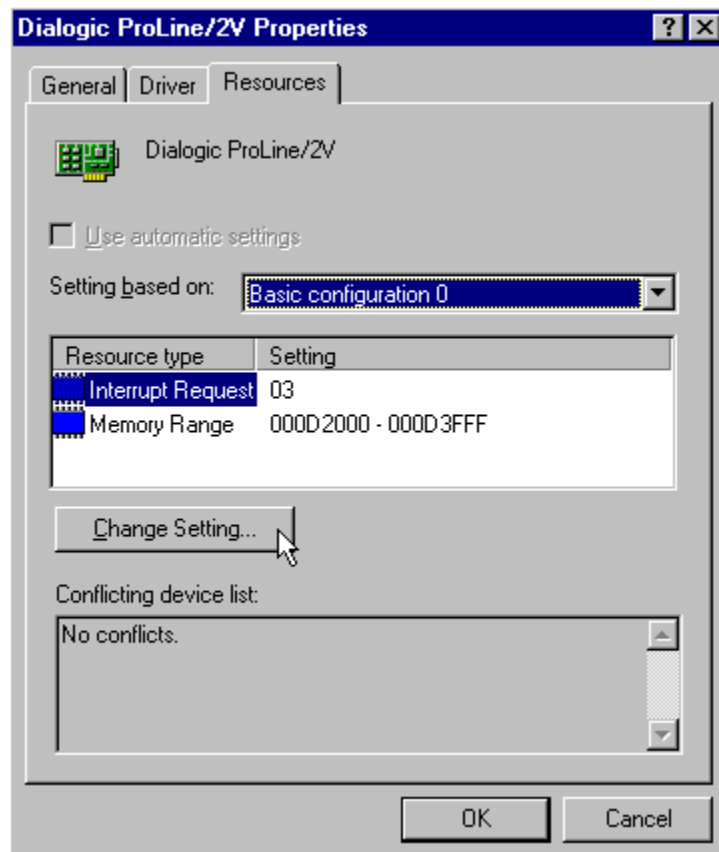 Dialogic ProLine/2V Properties
General Driver Resources
Dialogic ProLine/2V
Use automatic settings
Setting based on: Basic configuration 0
Resource type Setting
Interrupt Request 03
Memory Range 000D2000 - 000D3FFF
Change Setting...
Conflicting device list:
No conflicts.
OK Cancel